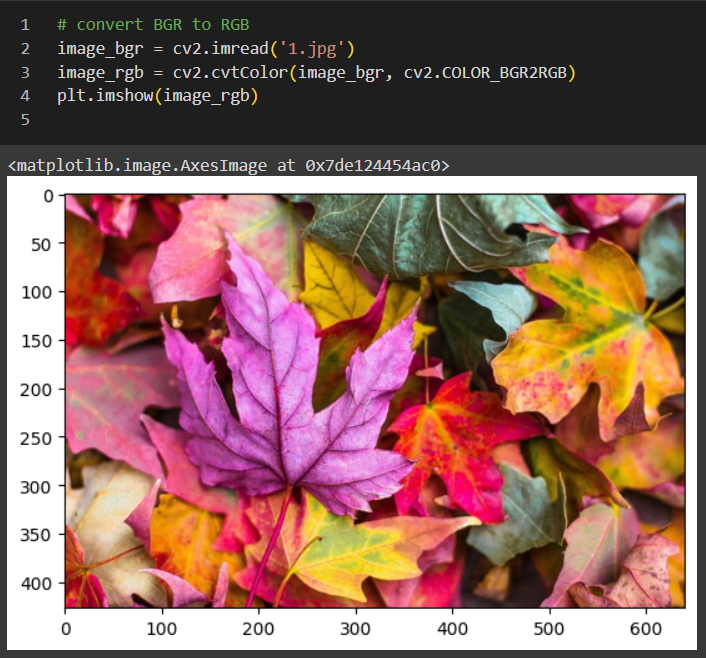 1 # convert BGR to RGB
2 image_bgr = cv2.imread('1.jpg')
3 image_rgb = cv2.cvtColor(image_bgr, cv2.COLOR_BGR2RGB)
4 plt.imshow(image_rgb)
5
<matplotlib.image.AxesImage at 0x7de124454ac0>
0
50
100
150
200
250
300
350
400
0 100 200 300 400 500 600